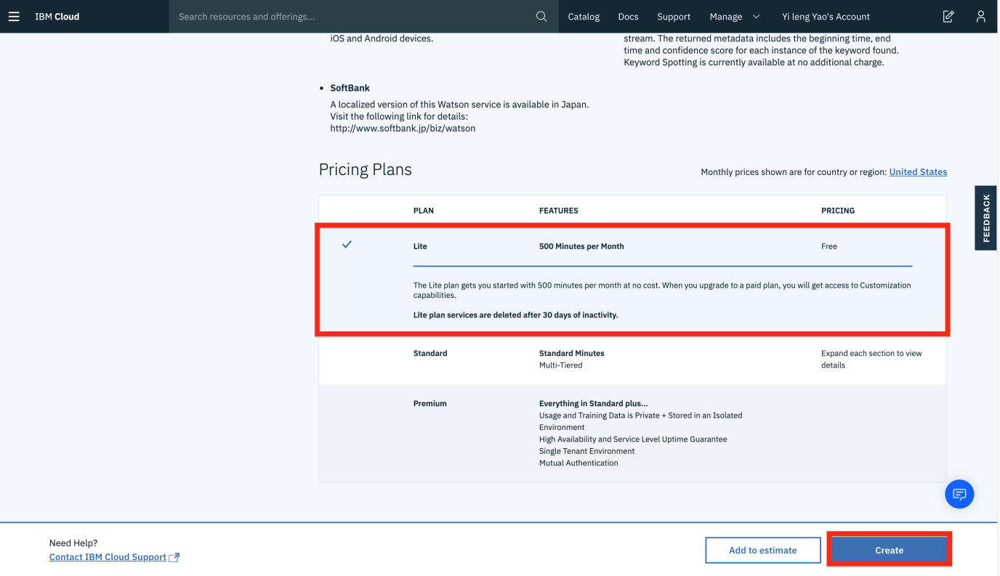 IBM Cloud
Search resources and offerings...
Catalog
Docs
Support
Manage
Yi leng Yao's Account
iOS and Android devices.
stream. The returned metadata includes the beginning time, end
time and confidence score for each instance of the keyword found.
Keyword Spotting is currently available at no additional charge.
• SoftBank
A localized version of this Watson service is available in Japan.
Visit the following link for details:
http://www.softbank.jp/biz/watson
Pricing Plans
Monthly prices shown are for country or region: United States
PLAN FEATURES PRICING
Lite 500 Minutes per Month Free
The Lite plan gets you started with 500 minutes per month at no cost. When you upgrade to a paid plan, you will get access to Customization
capabilities.
Lite plan services are deleted after 30 days of inactivity.
Standard Standard Minutes Expand each section to view
Multi-Tiered details
Premium Everything in Standard plus...
Usage and Training Data is Private + Stored in an Isolated
Environment
High Availability and Service Level Uptime Guarantee
Single Tenant Environment
Mutual Authentication
FEEDBACK
Need Help?
Contact IBM Cloud Support
Add to estimate
Create